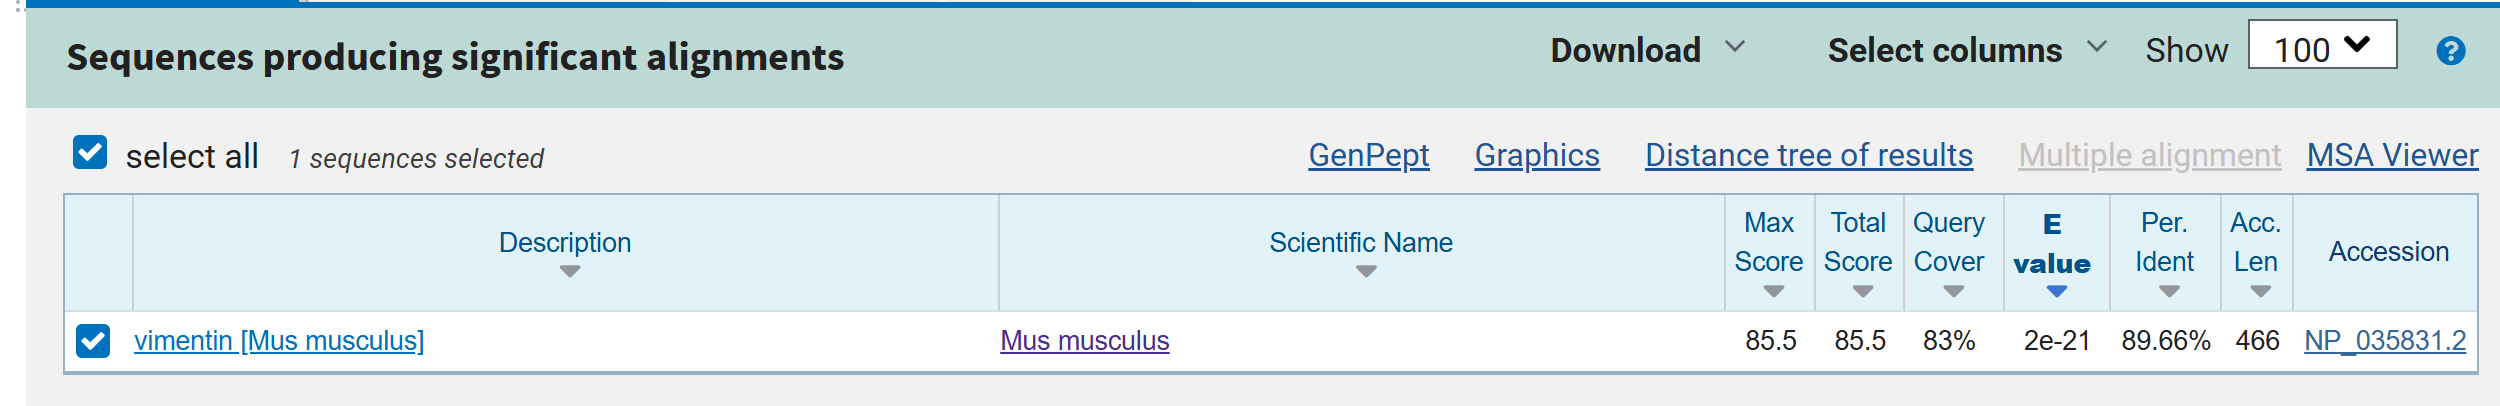 Sequences producing significant alignments Download Select columns Show 100 ?
select all 1 sequences selected GenPept Graphics Distance tree of results Multiple alignment MSA Viewer
Description Scientific Name Max Score Total Score Query Cover E value Per. Ident Acc. Len Accession
vimentin [Mus musculus] Mus musculus 85.5 85.5 83% 2e-21 89.66% 466 NP_035831.2